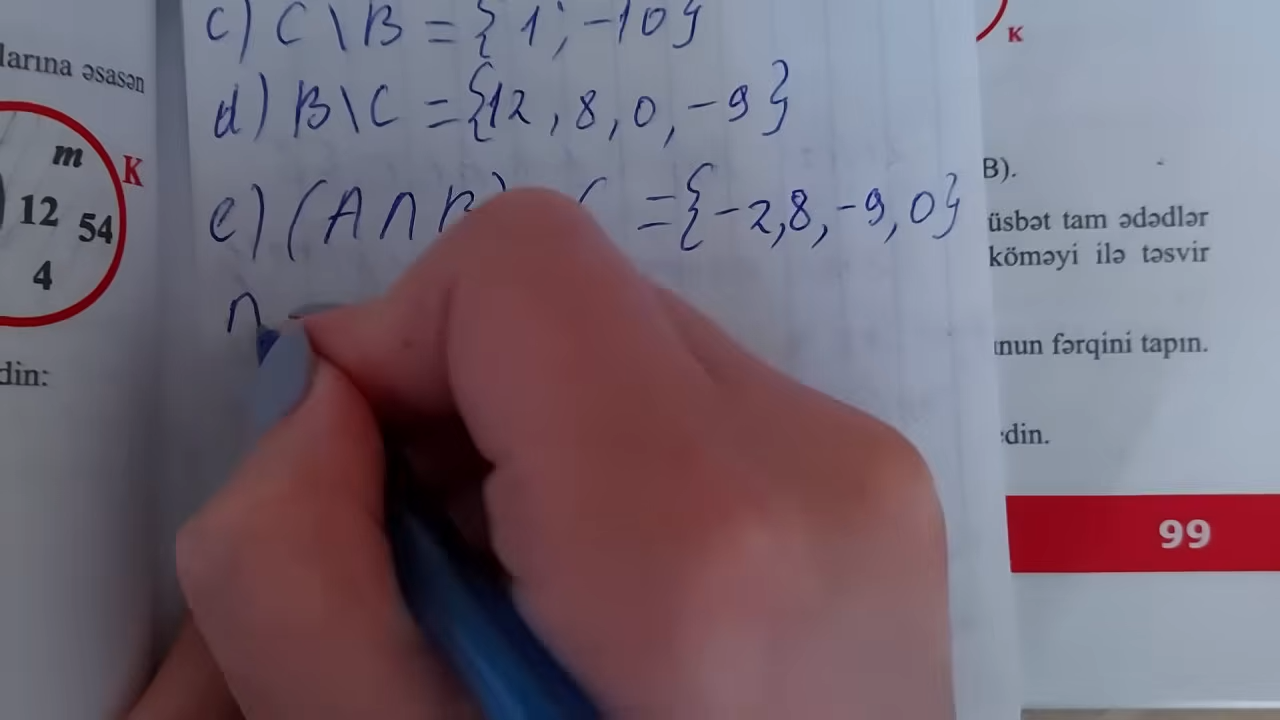 c) C \ B = {1; -10}
d) B \ C = {12, 8, 0, -9}
e) (A ∩ B) = {-2, 8, -9, 0}
n
larına əsasən
m
K
12 54
4
din:
K
B).
üsbət tam ədədlər
köməyi ilə təsvir
nun fərqini tapın.
din.
99